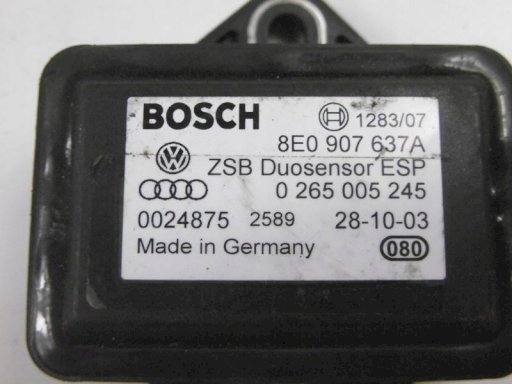 BOSCH 1283/07
8E0 907 637A
ZSB Duosensor ESP
0 265 005 245
0024875 2589 28-10-03
Made in Germany 080